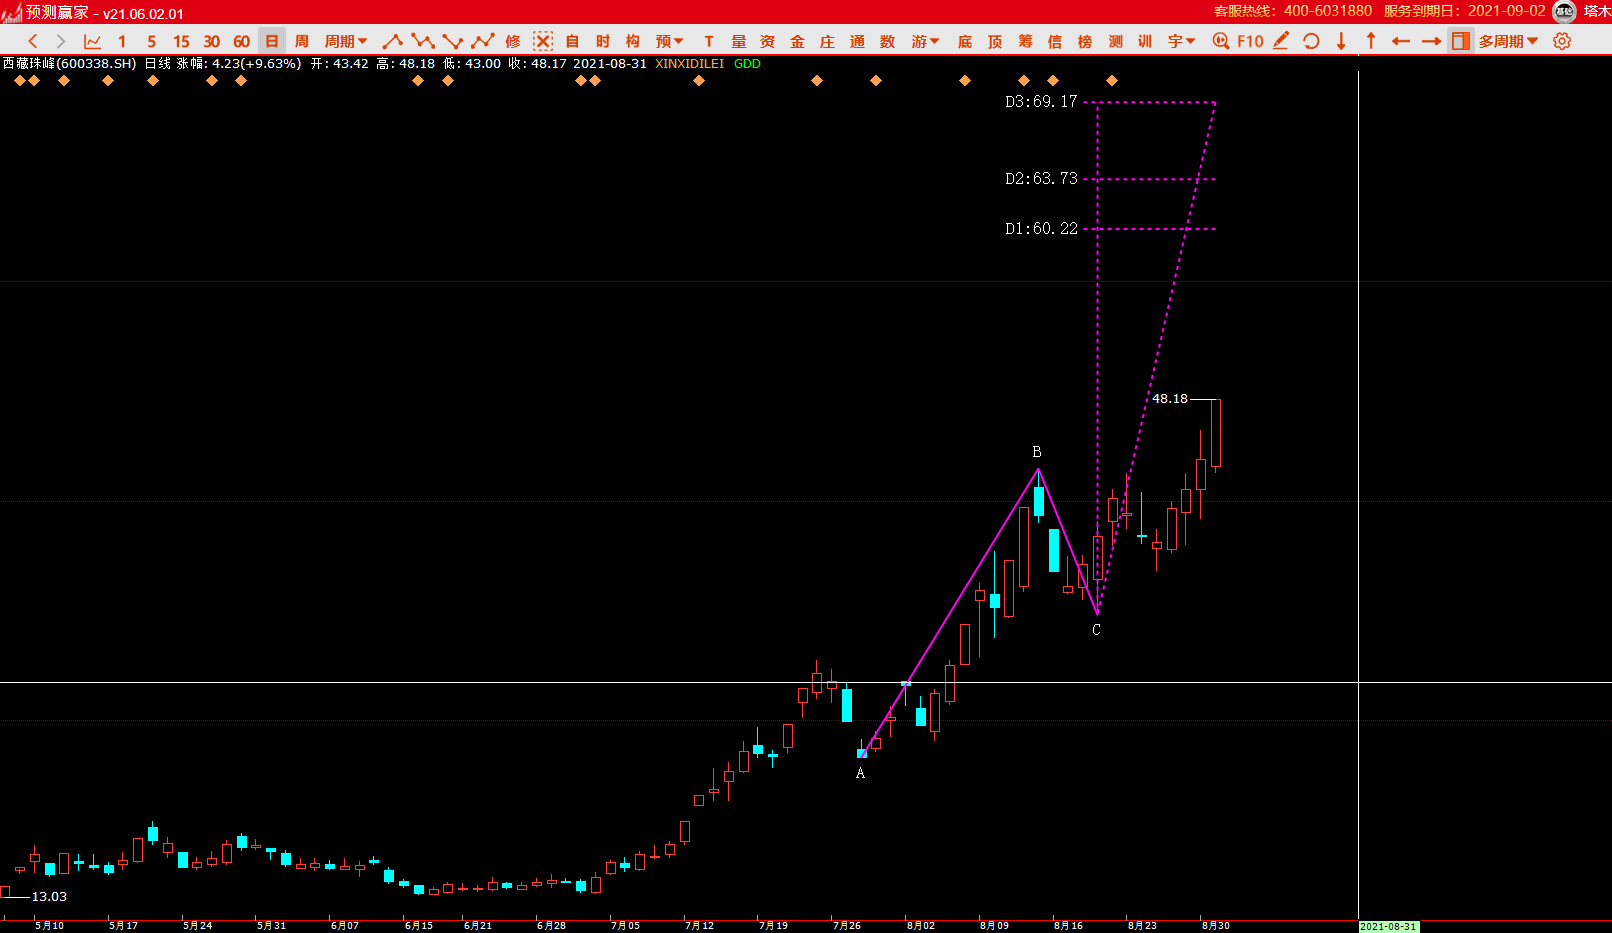 预测赢家 - v21.06.02.01 客服热线：400-6031880 服务到期日：2021-09-02 基础 塔木
1 5 15 30 60 日 周 周期 修 自 时 构 预 T 量 资 金 庄 通 数 游 底 顶 筹 信 榜 测 训 字 F10 多周期
西藏珠峰(600338.SH) 日线 涨幅: 4.23(+9.63%) 开: 43.42 高: 48.18 低: 43.00 收: 48.17 2021-08-31 XINXIDILEI GDD
D3:69.17
D2:63.73
D1:60.22
48.18
B
C
A
13.03
5月10 5月17 5月24 5月31 6月07 6月15 6月21 6月28 7月05 7月12 7月19 7月26 8月02 8月09 8月16 8月23 8月30 2021-08-31